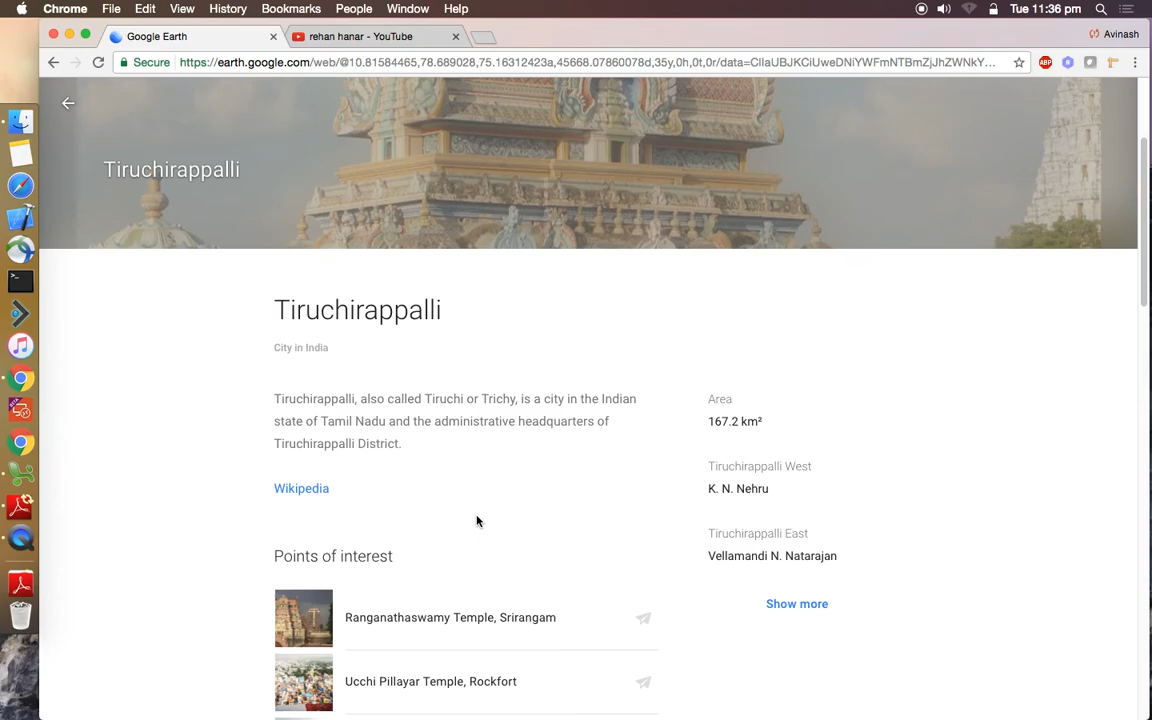 Chrome File Edit View History Bookmarks People Window Help Tue 11:36 pm
Google Earth rehan hanar - YouTube Avinash
Secure https://earth.google.com/web/@10.81584465,78.689028,75.16312423a,45668.07860078d,35y,0h,0t,0r/data=CIIaUBJKCiUweDNiYWFmNTBmZjJhZWNkY... ABP
Tiruchirappalli
Tiruchirappalli
City in India
Tiruchirappalli, also called Tiruchi or Trichy, is a city in the Indian
state of Tamil Nadu and the administrative headquarters of
Tiruchirappalli District.
Wikipedia
Area
167.2 km²
Tiruchirappalli West
K. N. Nehru
Tiruchirappalli East
Vellamandi N. Natarajan
Show more
Points of interest
Ranganathaswamy Temple, Srirangam
Ucchi Pillayar Temple, Rockfort